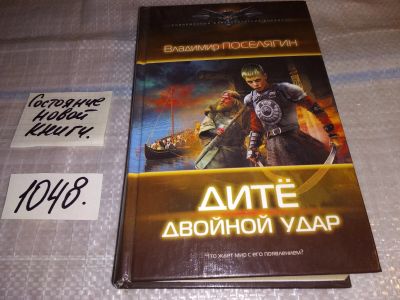 Владимир ПОСЕЛЯГИН
ДИТЁ
ДВОЙНОЙ УДАР
Что ждет мир с его появлением?
Состояние
новой
книги.
1048.